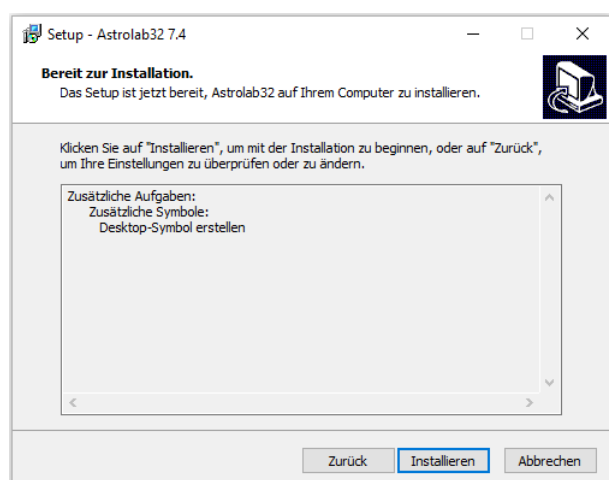 Setup - Astrolab32 7.4
Bereit zur Installation.
Das Setup ist jetzt bereit, Astrolab32 auf Ihrem Computer zu installieren.
Klicken Sie auf "Installieren", um mit der Installation zu beginnen, oder auf "Zurück",
um Ihre Einstellungen zu überprüfen oder zu ändern.
Zusätzliche Aufgaben:
Zusätzliche Symbole:
Desktop-Symbol erstellen
Zurück
Installieren
Abbrechen